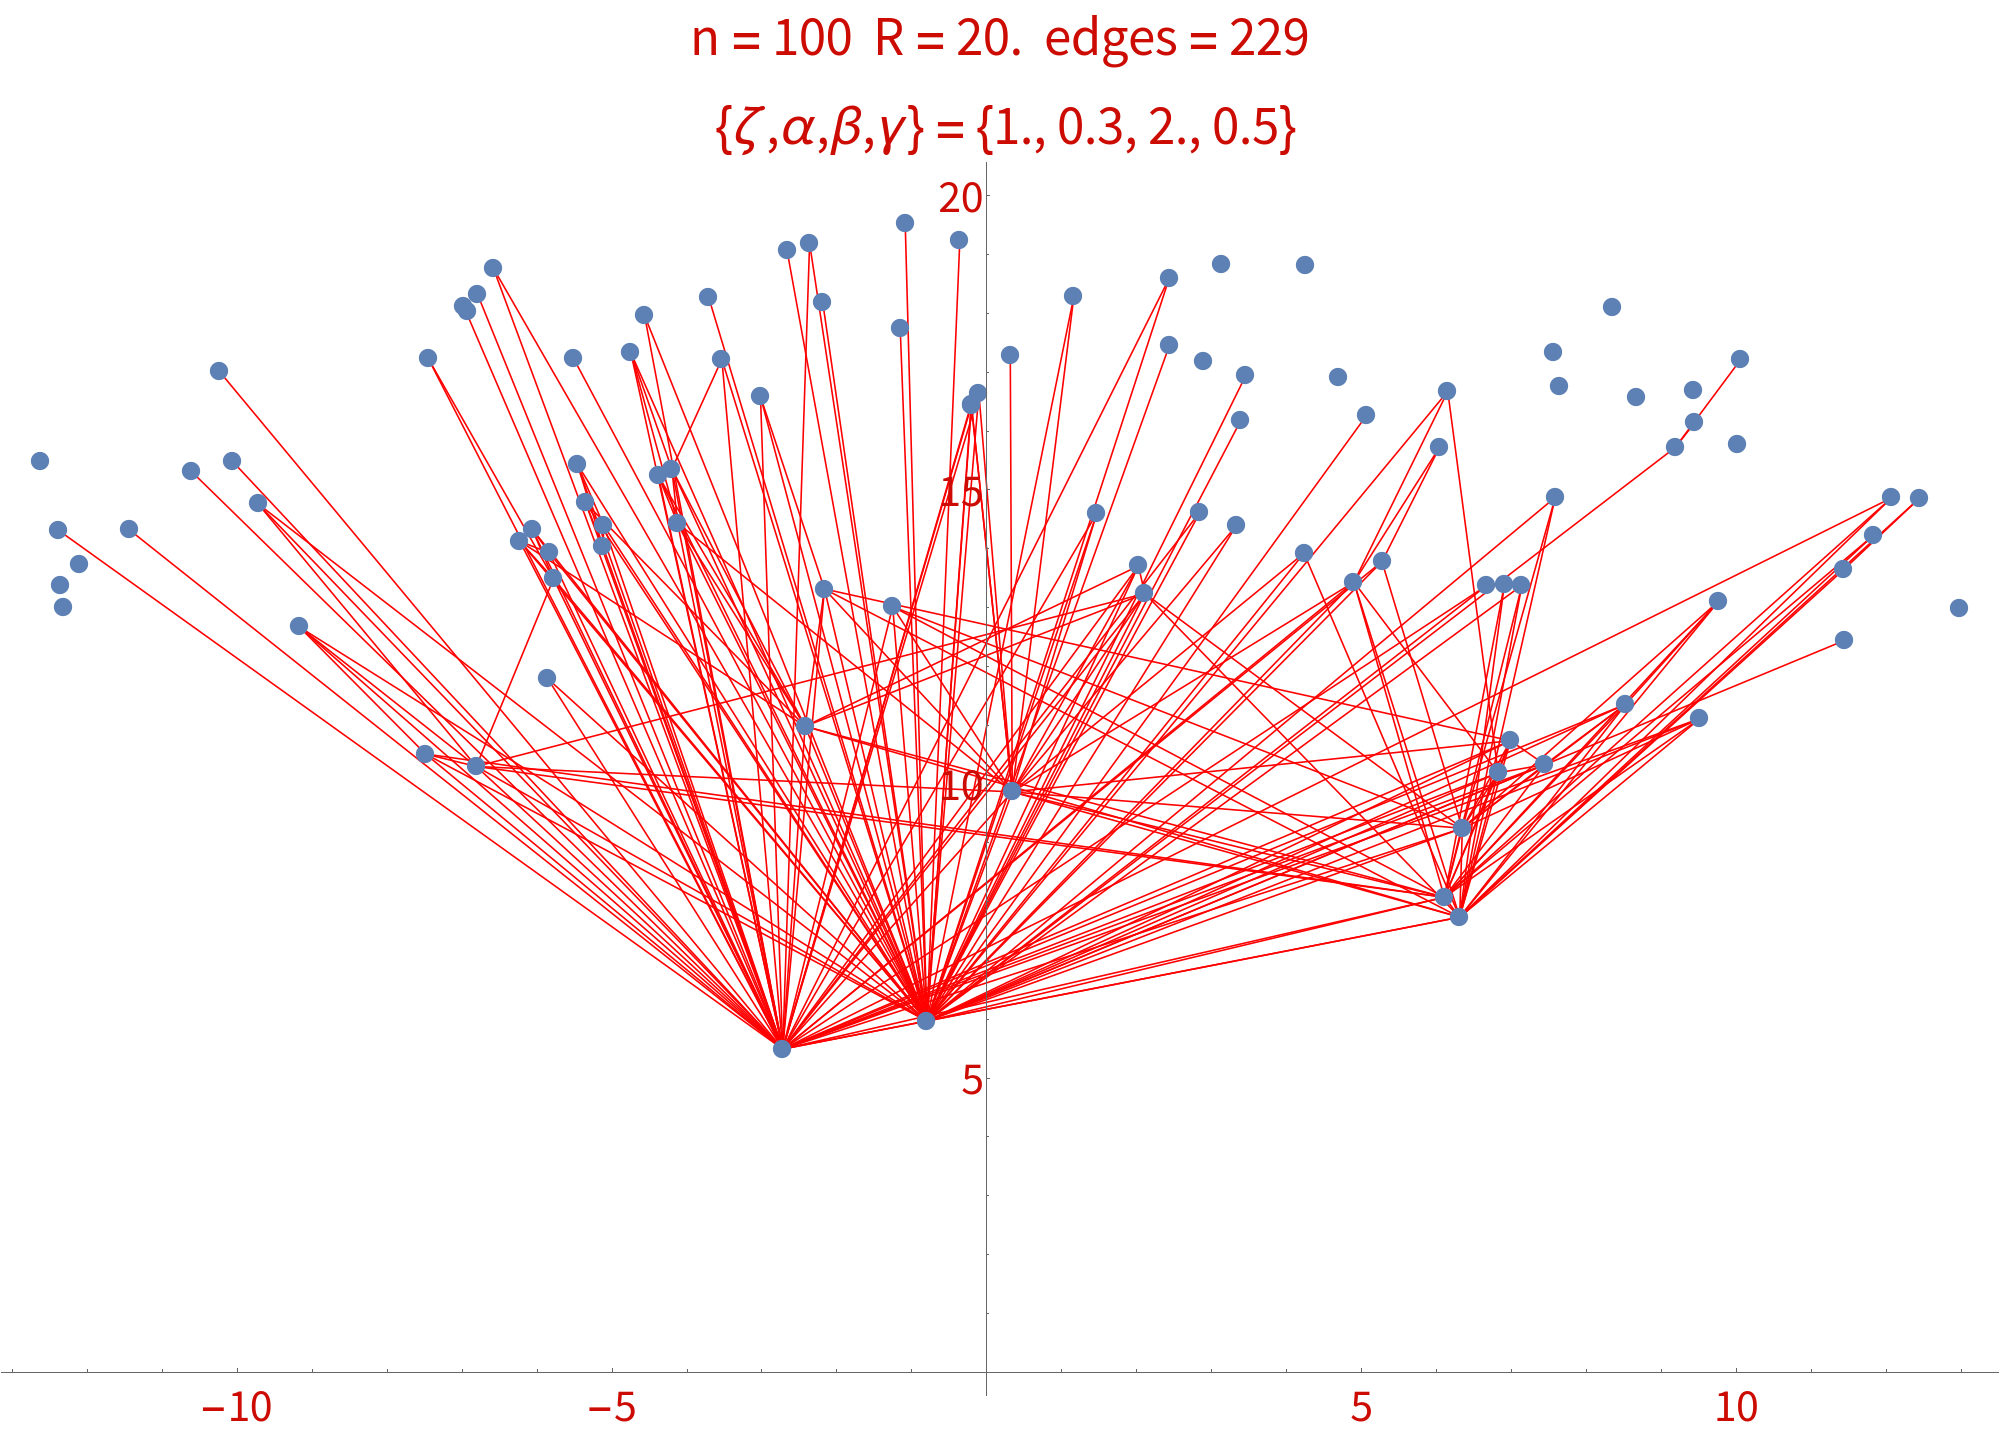 n = 100 R = 20. edges = 229
{ζ,α,β,γ} = {1., 0.3, 2., 0.5}
20
15
10
5
−10 −5 5 10